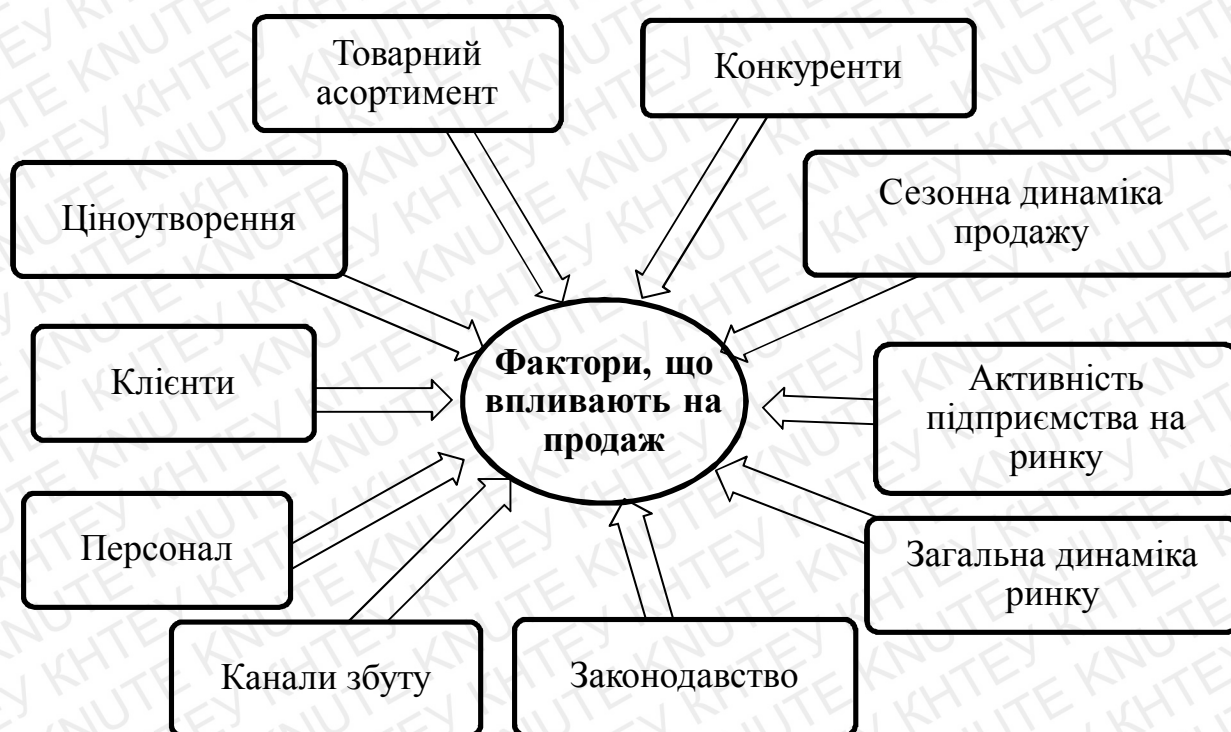 Товарний
асортимент
Конкуренти
Ціноутворення
Сезонна динаміка
продажу
Клієнти
Фактори, що
впливають на
продаж
Активність
підприємства на
ринку
Персонал
Загальна динаміка
ринку
Канали збуту
Законодавство